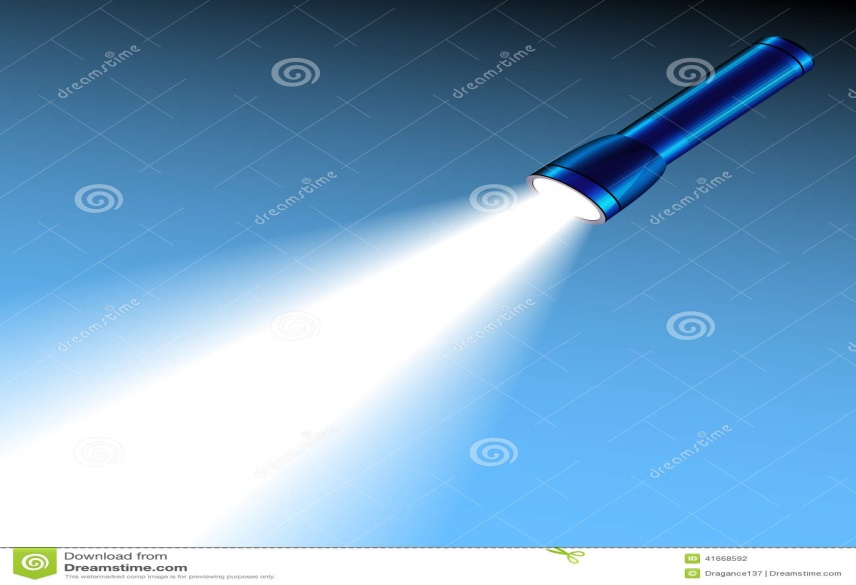 dreamstime
dreamstime
dreamstime
dreamstime
dreamstime
dreamstime
dreamstime
dreamstime
Download from
Dreamstime.com
This watermarked comp image is for previewing purposes only.
ID 41668592
Dragance137 | Dreamstime.com